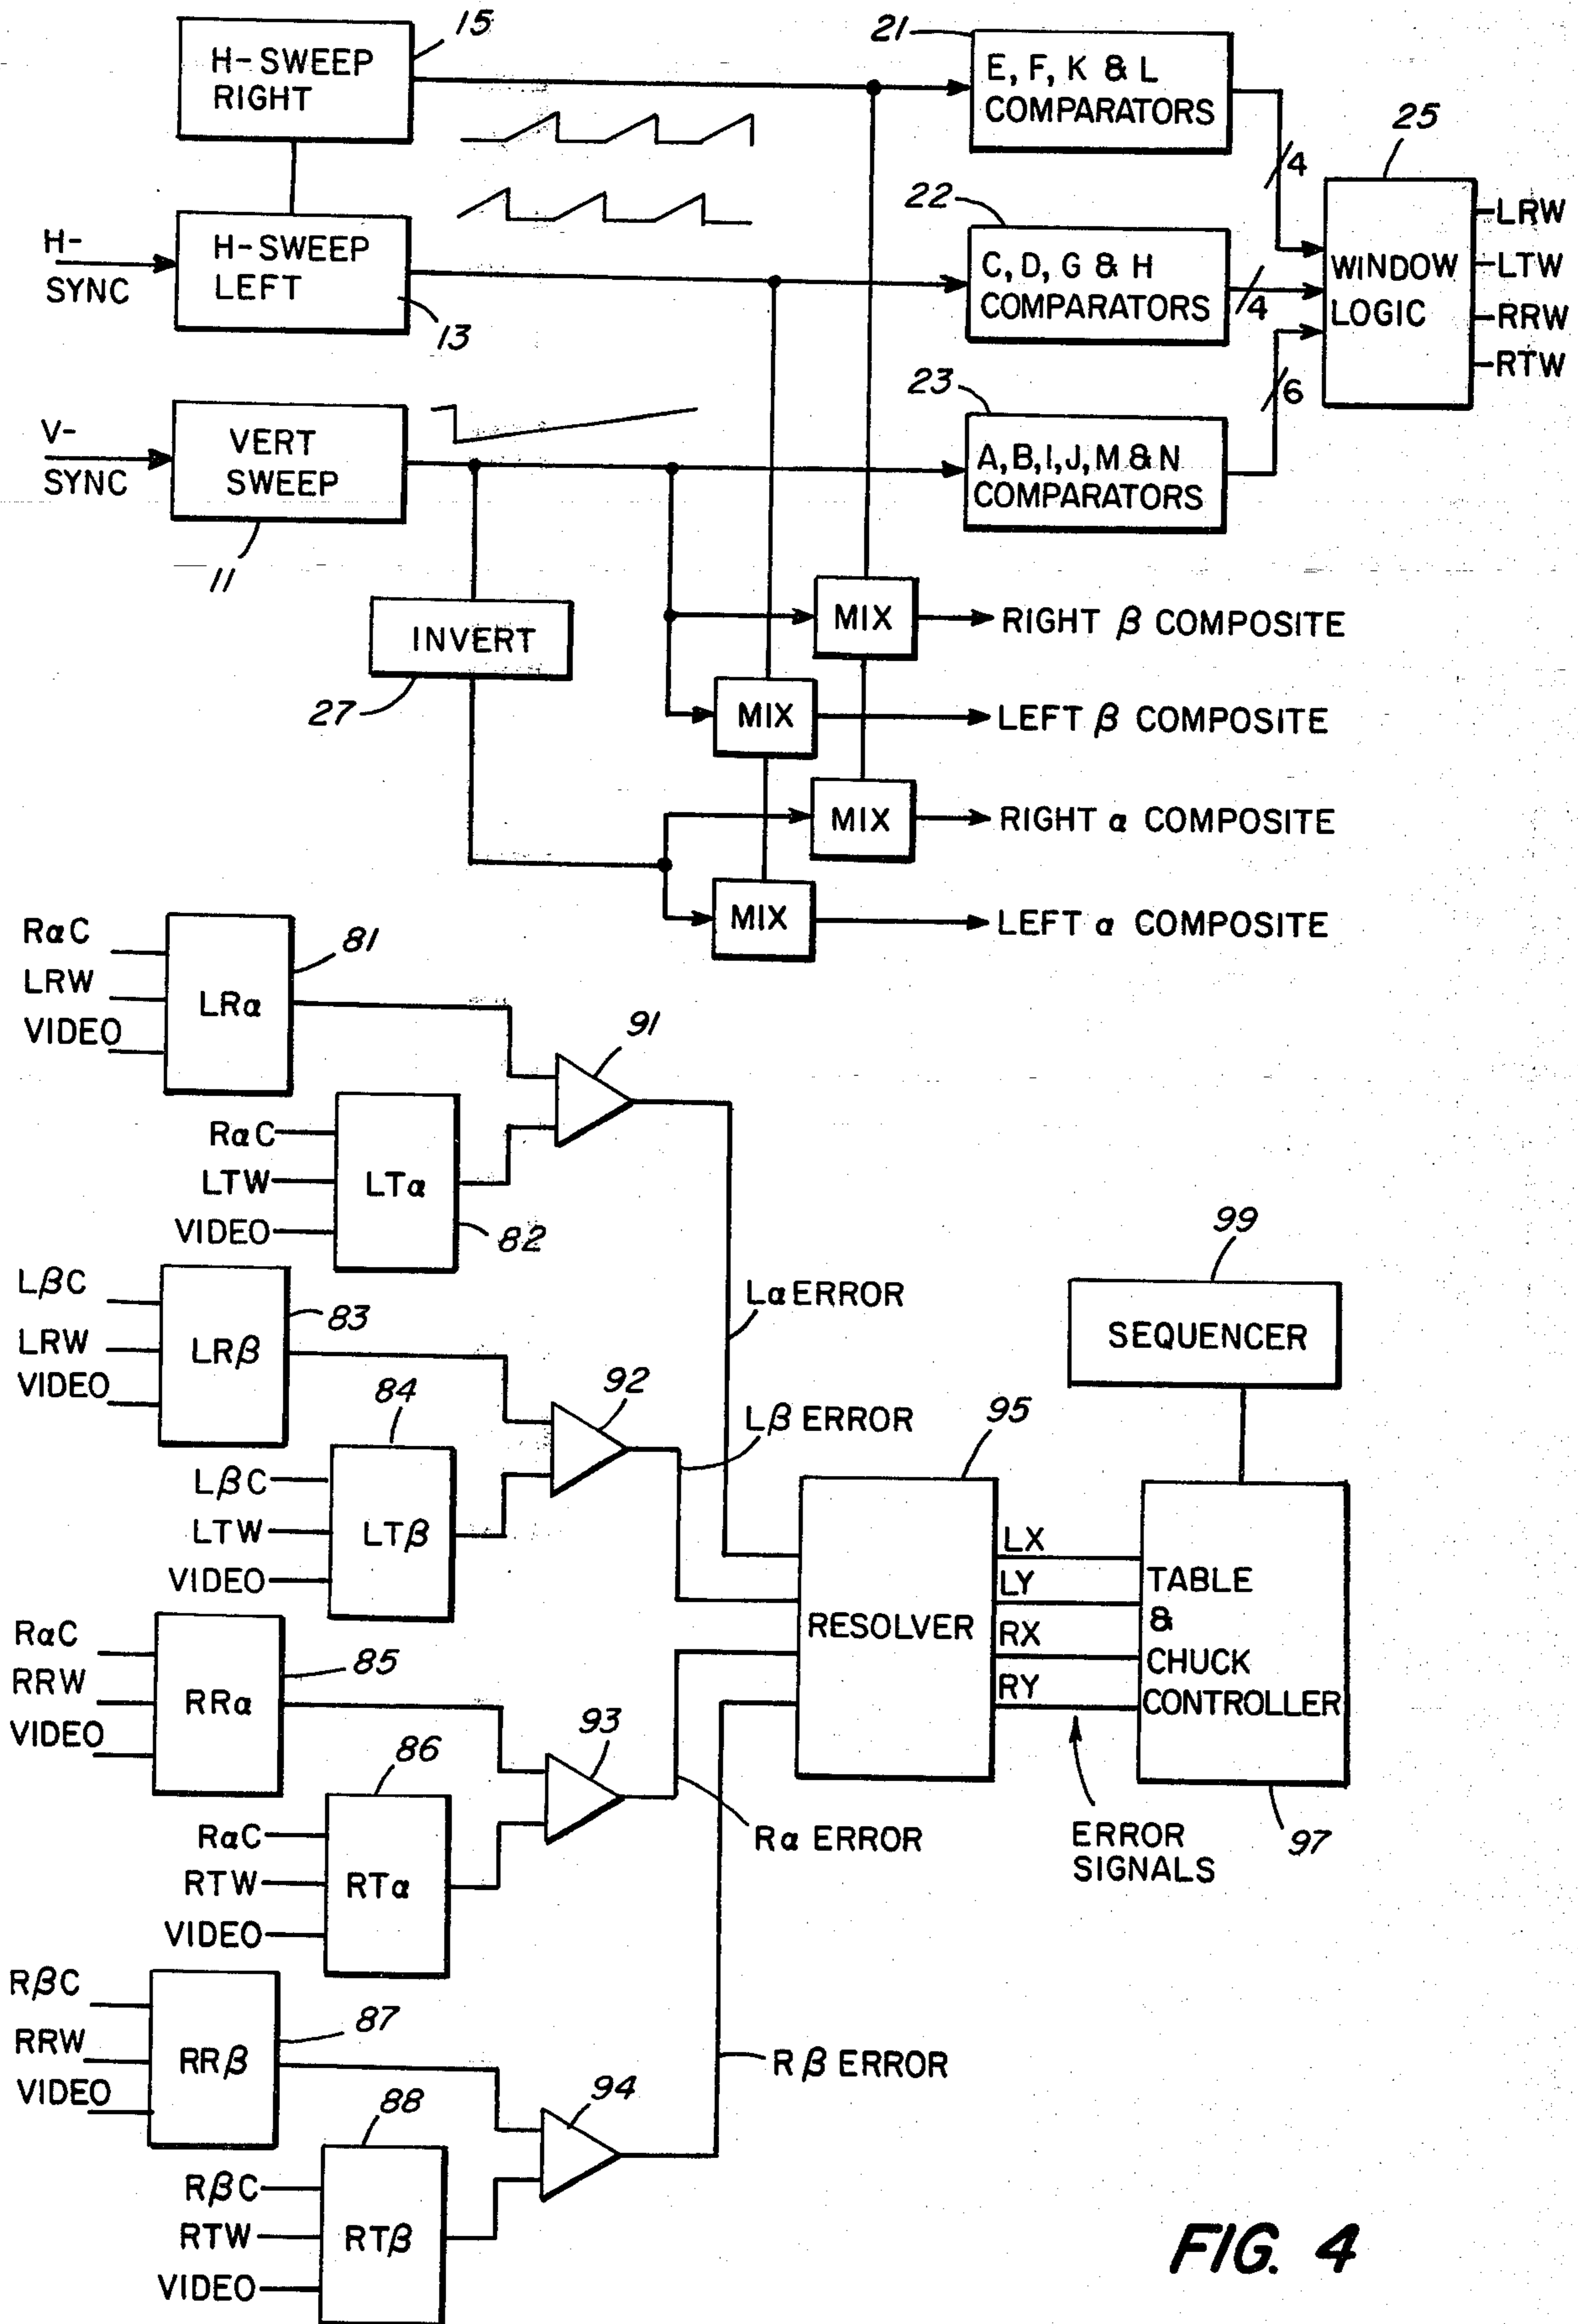 15
H-SWEEP
RIGHT
21
E, F, K & L
COMPARATORS
25
4
22
H-
SYNC
H-SWEEP
LEFT
13
C, D, G & H
COMPARATORS
4
WINDOW
LOGIC
LRW
LTW
RRW
RTW
23
6
V-
SYNC
VERT
SWEEP
11
A, B, I, J, M & N
COMPARATORS
INVERT
27
MIX
RIGHT β COMPOSITE
MIX
LEFT β COMPOSITE
MIX
RIGHT α COMPOSITE
MIX
LEFT α COMPOSITE
RαC
LRW
VIDEO
LRα
81
91
RαC
LTW
VIDEO
LTα
82
LβC
LRW
VIDEO
LRβ
83
92
84
LβC
LTW
VIDEO
LTβ
Lα ERROR
Lβ ERROR
99
SEQUENCER
95
RESOLVER
LX
LY
RX
RY
TABLE
&
CHUCK
CONTROLLER
97
ERROR
SIGNALS
RαC
RRW
VIDEO
RRα
85
93
86
RαC
RTW
VIDEO
RTα
Rα ERROR
RβC
RRW
VIDEO
RRβ
87
94
88
RβC
RTW
VIDEO
RTβ
Rβ ERROR
FIG. 4